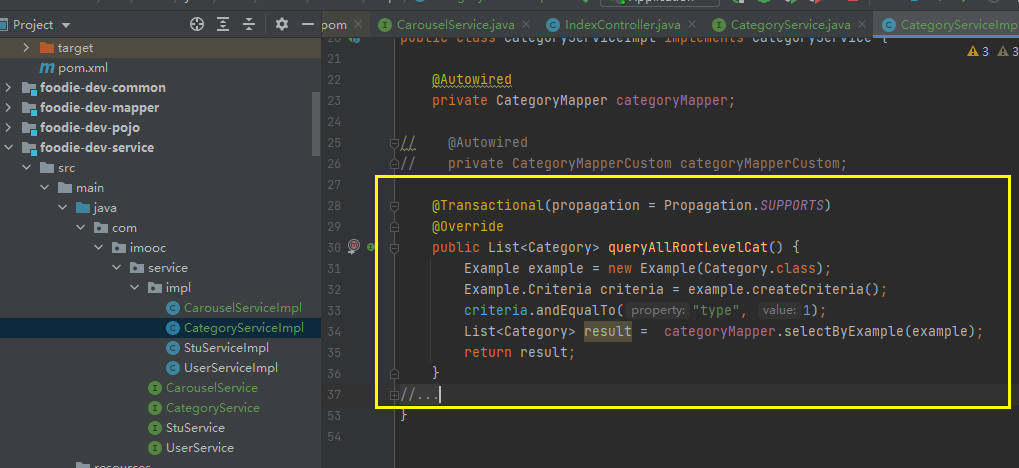 Project
pom
CarouselService.java
IndexController.java
CategoryService.java
CategoryServiceImp
target
pom.xml
foodie-dev-common
foodie-dev-mapper
foodie-dev-pojo
foodie-dev-service
src
main
java
com
imooc
service
impl
CarouselServiceImpl
CategoryServiceImpl
StuServiceImpl
UserServiceImpl
CarouselService
CategoryService
StuService
UserService
resources
3 3
20 public class CategoryServiceImpl implements CategoryService {
21
22 @Autowired
23 private CategoryMapper categoryMapper;
24
25 // @Autowired
26 // private CategoryMapperCustom categoryMapperCustom;
27
28 @Transactional(propagation = Propagation.SUPPORTS)
29 @Override
30 public List<Category> queryAllRootLevelCat() {
31 Example example = new Example(Category.class);
32 Example.Criteria criteria = example.createCriteria();
33 criteria.andEqualTo( property: "type", value: 1);
34 List<Category> result = categoryMapper.selectByExample(example);
35 return result;
36 }
37 //...
53 }
54